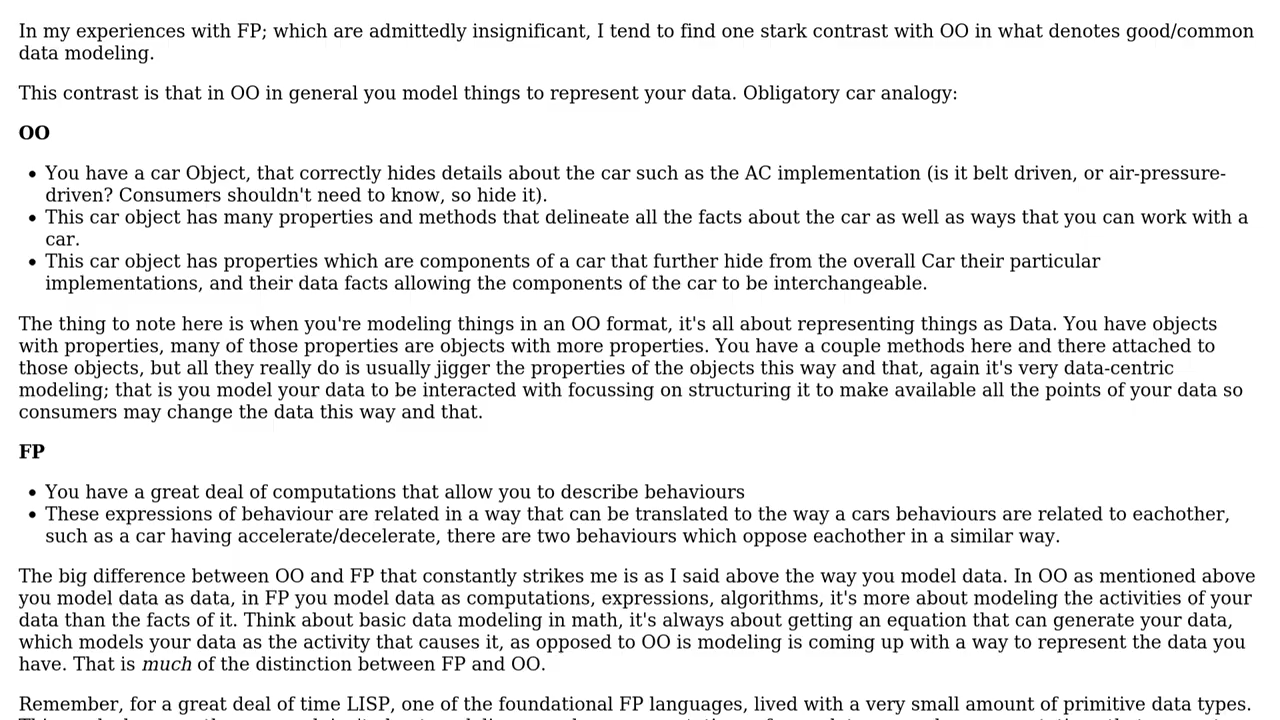 In my experiences with FP; which are admittedly insignificant, I tend to find one stark contrast with OO in what denotes good/common
data modeling.
This contrast is that in OO in general you model things to represent your data. Obligatory car analogy:
OO
• You have a car Object, that correctly hides details about the car such as the AC implementation (is it belt driven, or air-pressure-
driven? Consumers shouldn't need to know, so hide it).
• This car object has many properties and methods that delineate all the facts about the car as well as ways that you can work with a
car.
• This car object has properties which are components of a car that further hide from the overall Car their particular
implementations, and their data facts allowing the components of the car to be interchangeable.
The thing to note here is when you're modeling things in an OO format, it's all about representing things as Data. You have objects
with properties, many of those properties are objects with more properties. You have a couple methods here and there attached to
those objects, but all they really do is usually jigger the properties of the objects this way and that, again it's very data-centric
modeling; that is you model your data to be interacted with focussing on structuring it to make available all the points of your data so
consumers may change the data this way and that.
FP
• You have a great deal of computations that allow you to describe behaviours
• These expressions of behaviour are related in a way that can be translated to the way a cars behaviours are related to eachother,
such as a car having accelerate/decelerate, there are two behaviours which oppose eachother in a similar way.
The big difference between OO and FP that constantly strikes me is as I said above the way you model data. In OO as mentioned above
you model data as data, in FP you model data as computations, expressions, algorithms, it's more about modeling the activities of your
data than the facts of it. Think about basic data modeling in math, it's always about getting an equation that can generate your data,
which models your data as the activity that causes it, as opposed to OO is modeling is coming up with a way to represent the data you
have. That is much of the distinction between FP and OO.
Remember, for a great deal of time LISP, one of the foundational FP languages, lived with a very small amount of primitive data types.